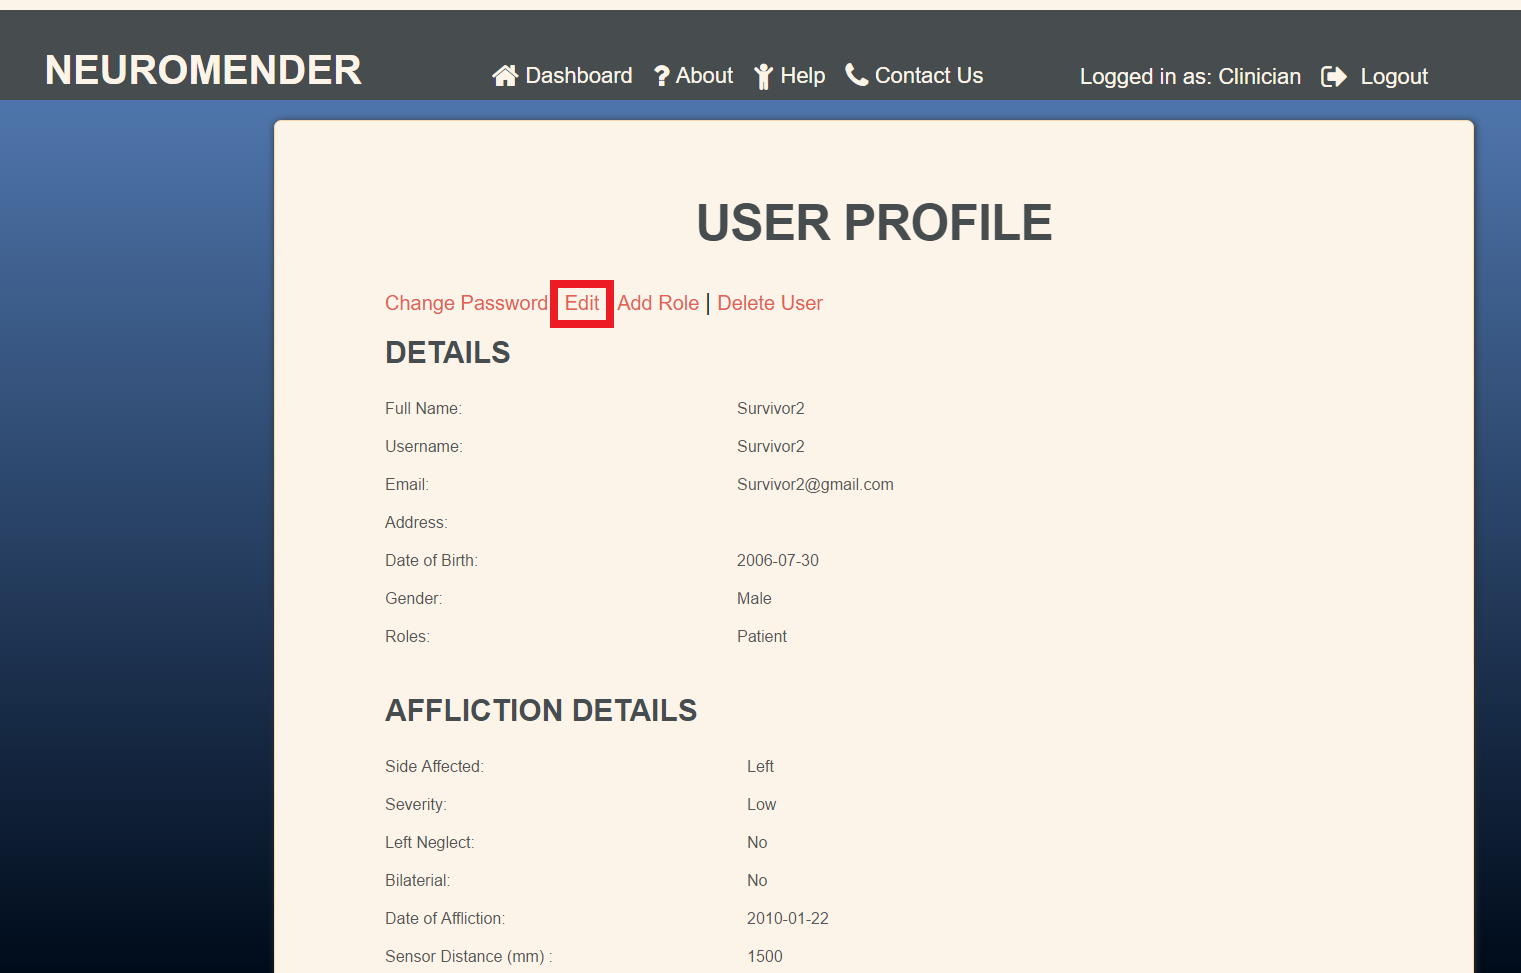 NEUROMENDER
Dashboard ? About Help Contact Us Logged in as: Clinician Logout
USER PROFILE
Change Password Edit Add Role | Delete User
DETAILS
Full Name: Survivor2
Username: Survivor2
Email: Survivor2@gmail.com
Address:
Date of Birth: 2006-07-30
Gender: Male
Roles: Patient
AFFLICTION DETAILS
Side Affected: Left
Severity: Low
Left Neglect: No
Bilaterial: No
Date of Affliction: 2010-01-22
Sensor Distance (mm) : 1500